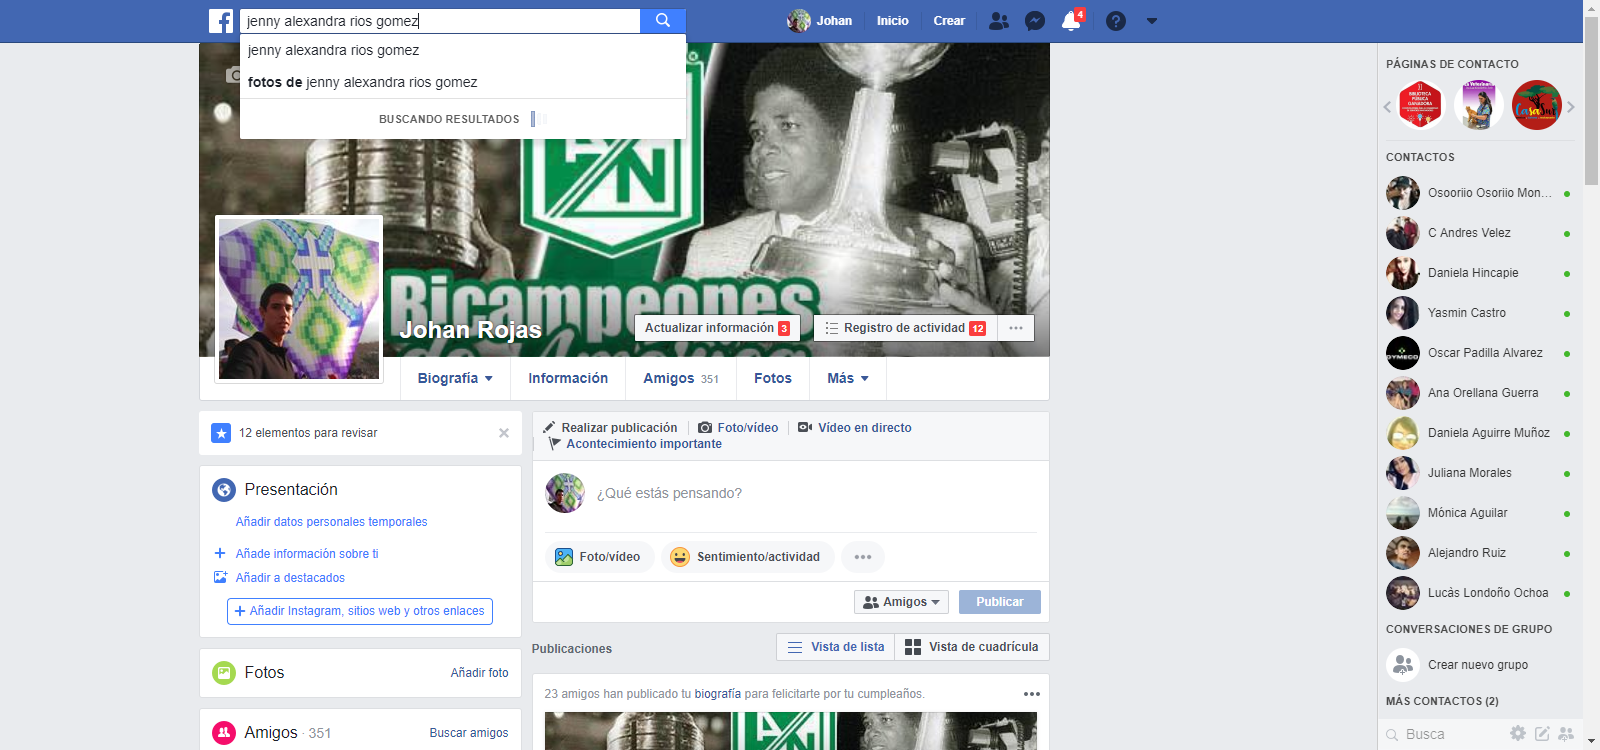 jenny alexandra rios gomez
Johan
Inicio
Crear
4
jenny alexandra rios gomez
fotos de jenny alexandra rios gomez
BUSCANDO RESULTADOS
Bicampeones
de América
Johan Rojas
Actualizar información 3
Registro de actividad 12
Biografía
Información
Amigos 351
Fotos
Más
12 elementos para revisar
Presentación
Añadir datos personales temporales
Añade información sobre ti
Añadir a destacados
+ Añadir Instagram, sitios web y otros enlaces
Fotos
Añadir foto
Amigos · 351
Buscar amigos
Realizar publicación
Foto/vídeo
Vídeo en directo
Acontecimiento importante
¿Qué estás pensando?
Foto/vídeo
Sentimiento/actividad
Amigos
Publicar
Publicaciones
Vista de lista
Vista de cuadrícula
23 amigos han publicado tu biografía para felicitarte por tu cumpleaños.
PÁGINAS DE CONTACTO
BIBLIOTECA
PÚBLICA
GANADORA
CONTACTOS
Osooriio Osoriio Mon...
C Andres Velez
Daniela Hincapie
Yasmin Castro
Oscar Padilla Alvarez
Ana Orellana Guerra
Daniela Aguirre Muñoz
Juliana Morales
Mónica Aguilar
Alejandro Ruiz
Lucàs Londoño Ochoa
CONVERSACIONES DE GRUPO
Crear nuevo grupo
MÁS CONTACTOS (2)
Busca